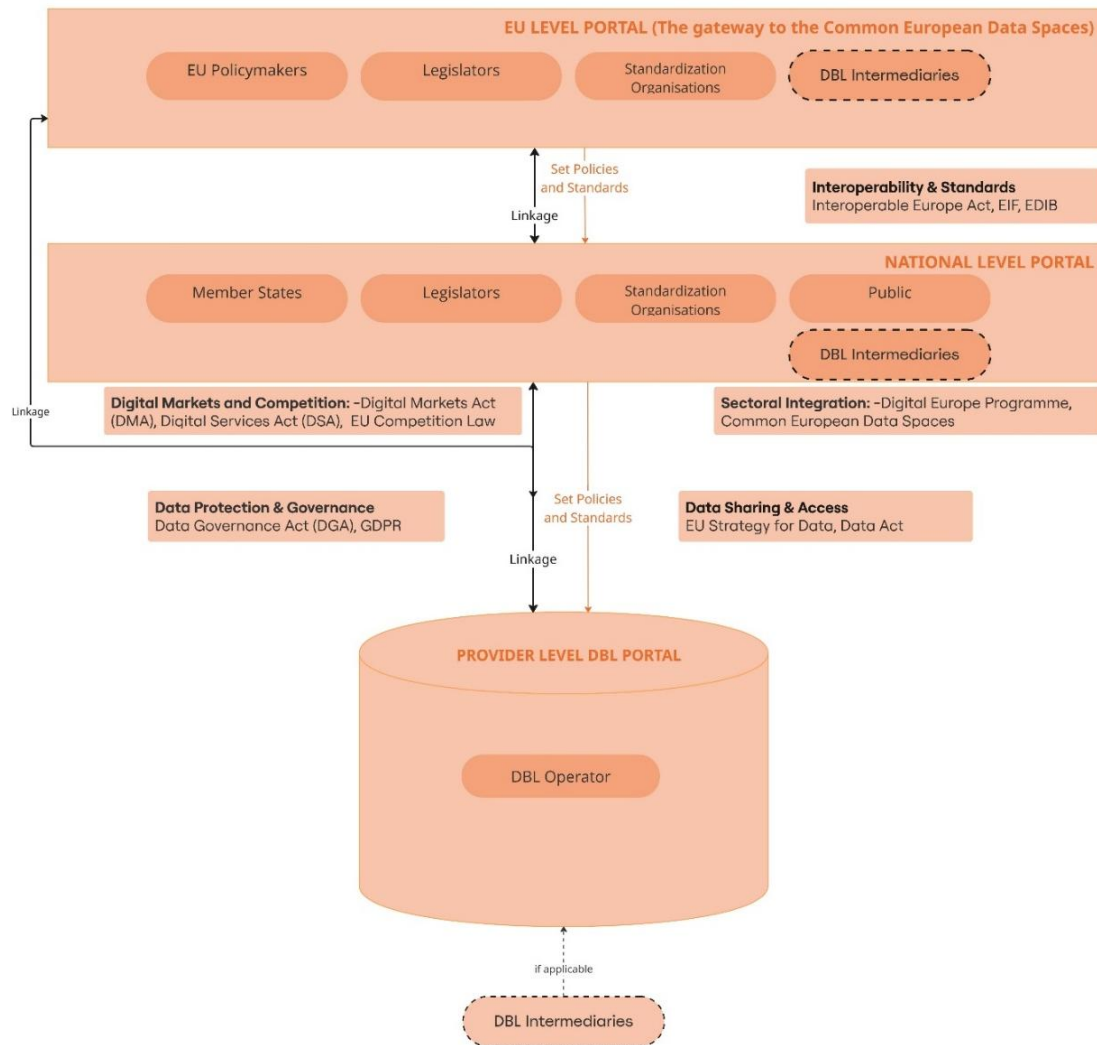 EU LEVEL PORTAL (The gateway to the Common European Data Spaces)
EU Policymakers
Legislators
Standardization
Organisations
DBL Intermediaries
Set Policies
and Standards
Linkage
Interoperability & Standards
Interoperable Europe Act, EIF, EDIB
NATIONAL LEVEL PORTAL
Member States
Legislators
Standardization
Organisations
Public
DBL Intermediaries
Linkage
Digital Markets and Competition: -Digital Markets Act
(DMA), Digital Services Act (DSA), EU Competition Law
Sectoral Integration: -Digital Europe Programme,
Common European Data Spaces
Data Protection & Governance
Data Governance Act (DGA), GDPR
Set Policies
and Standards
Data Sharing & Access
EU Strategy for Data, Data Act
Linkage
PROVIDER LEVEL DBL PORTAL
DBL Operator
if applicable
DBL Intermediaries